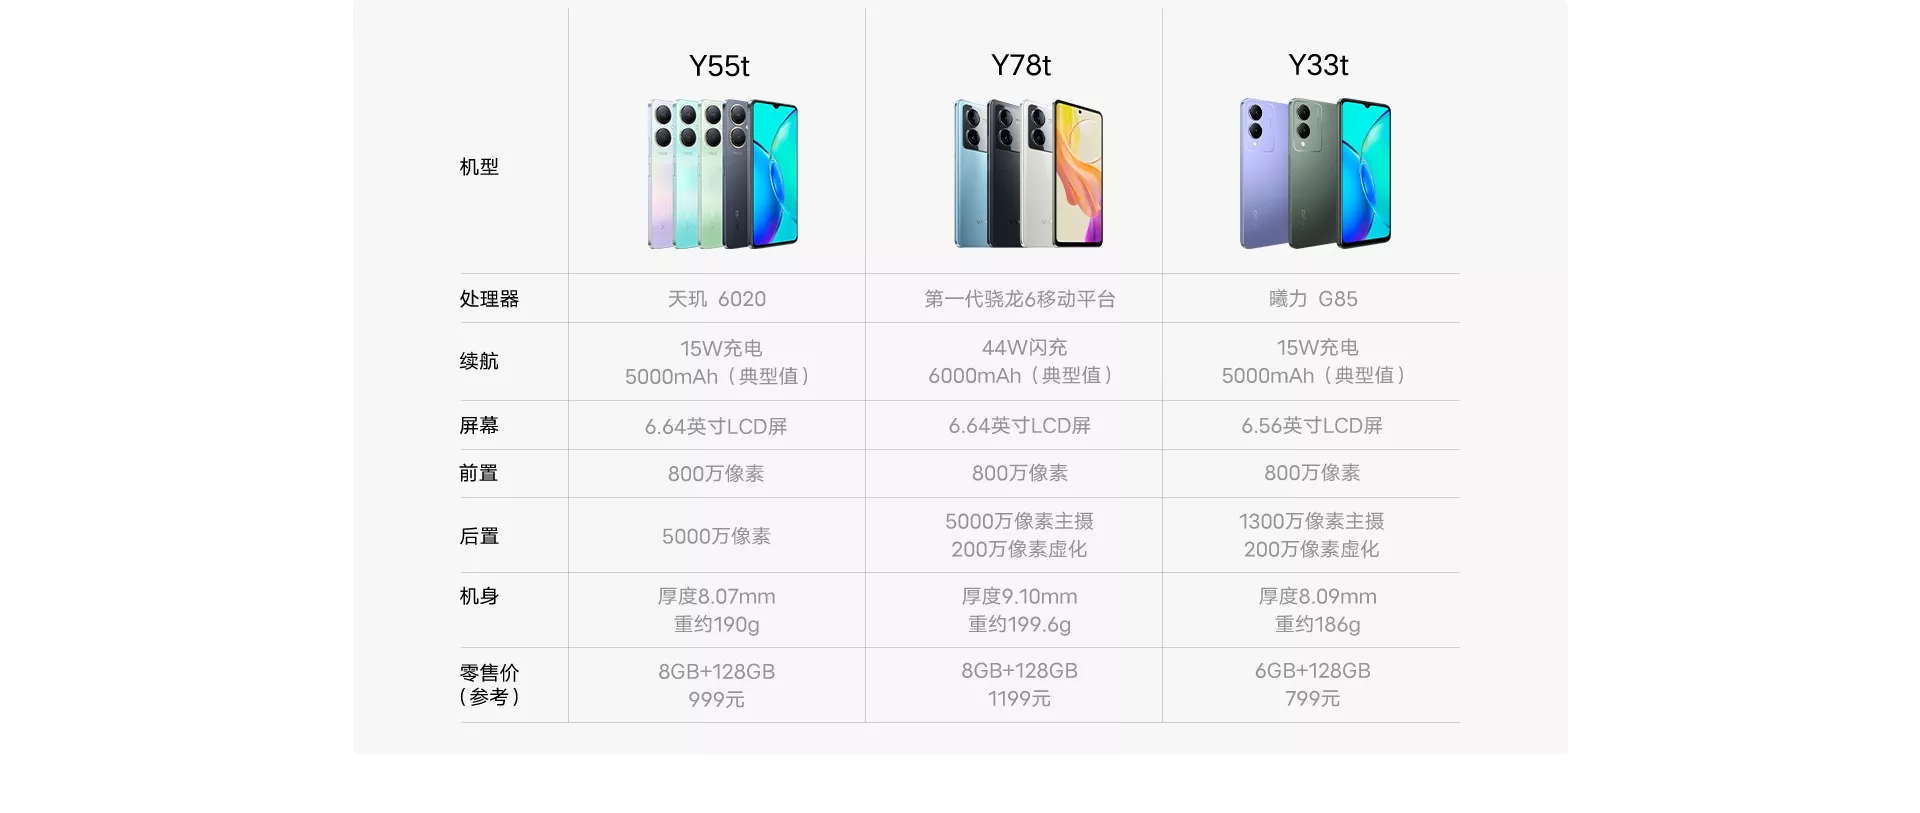 Y55t
Y78t
Y33t
机型
处理器
天玑 6020
第一代骁龙6移动平台
曦力 G85
续航
15W充电
5000mAh（典型值）
44W闪充
6000mAh（典型值）
15W充电
5000mAh（典型值）
屏幕
6.64英寸LCD屏
6.64英寸LCD屏
6.56英寸LCD屏
前置
800万像素
800万像素
800万像素
后置
5000万像素
5000万像素主摄
200万像素虚化
1300万像素主摄
200万像素虚化
机身
厚度8.07mm
重约190g
厚度9.10mm
重约199.6g
厚度8.09mm
重约186g
零售价
（参考）
8GB+128GB
999元
8GB+128GB
1199元
6GB+128GB
799元